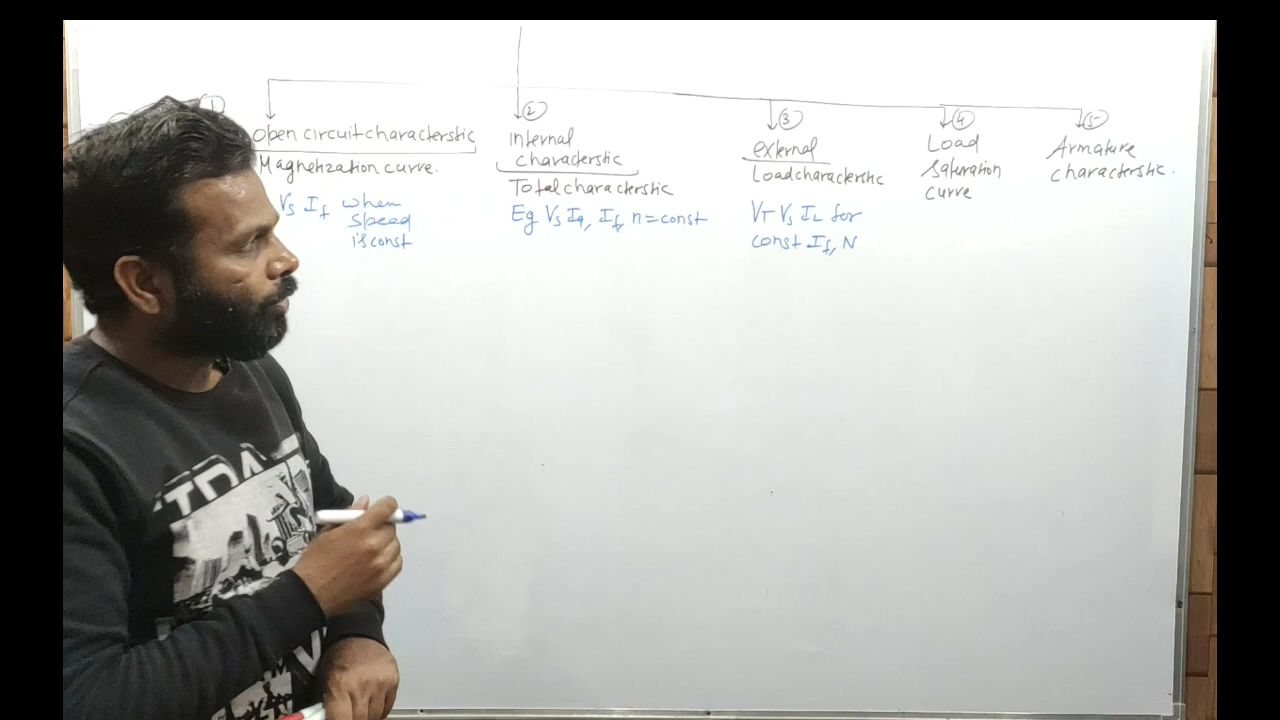 ①
Open circuit characterstic
Magnetization curve.
Vs If when
speed
is const
②
internal
characterstic
Total characterstic
Eg Vs Ia, If, n = const
③
external
Load characterstic
VT Vs IL for
const If, N
④
Load
saturation
curve
⑤
Armature
characterstic.